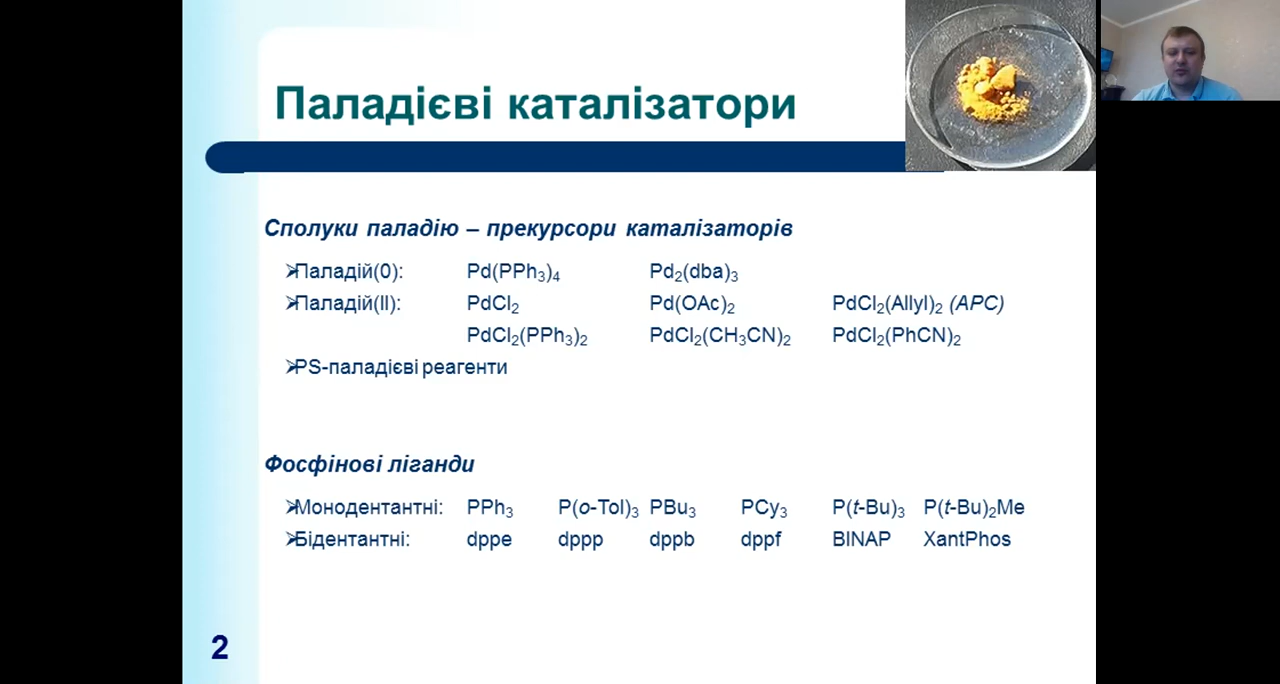 Паладієві каталізатори
Сполуки паладію – прекурсори каталізаторів
➢Паладій(0): Pd(PPh₃)₄ Pd₂(dba)₃
➢Паладій(II): PdCl₂ Pd(OAc)₂ PdCl₂(Allyl)₂ (APC)
PdCl₂(PPh₃)₂ PdCl₂(CH₃CN)₂ PdCl₂(PhCN)₂
➢PS-паладієві реагенти
Фосфінові ліганди
➢Монодентантні: PPh₃ P(o-Tol)₃ PBu₃ PCy₃ P(t-Bu)₃ P(t-Bu)₂Me
➢Бідентантні: dppe dppp dppb dppf BINAP XantPhos
2